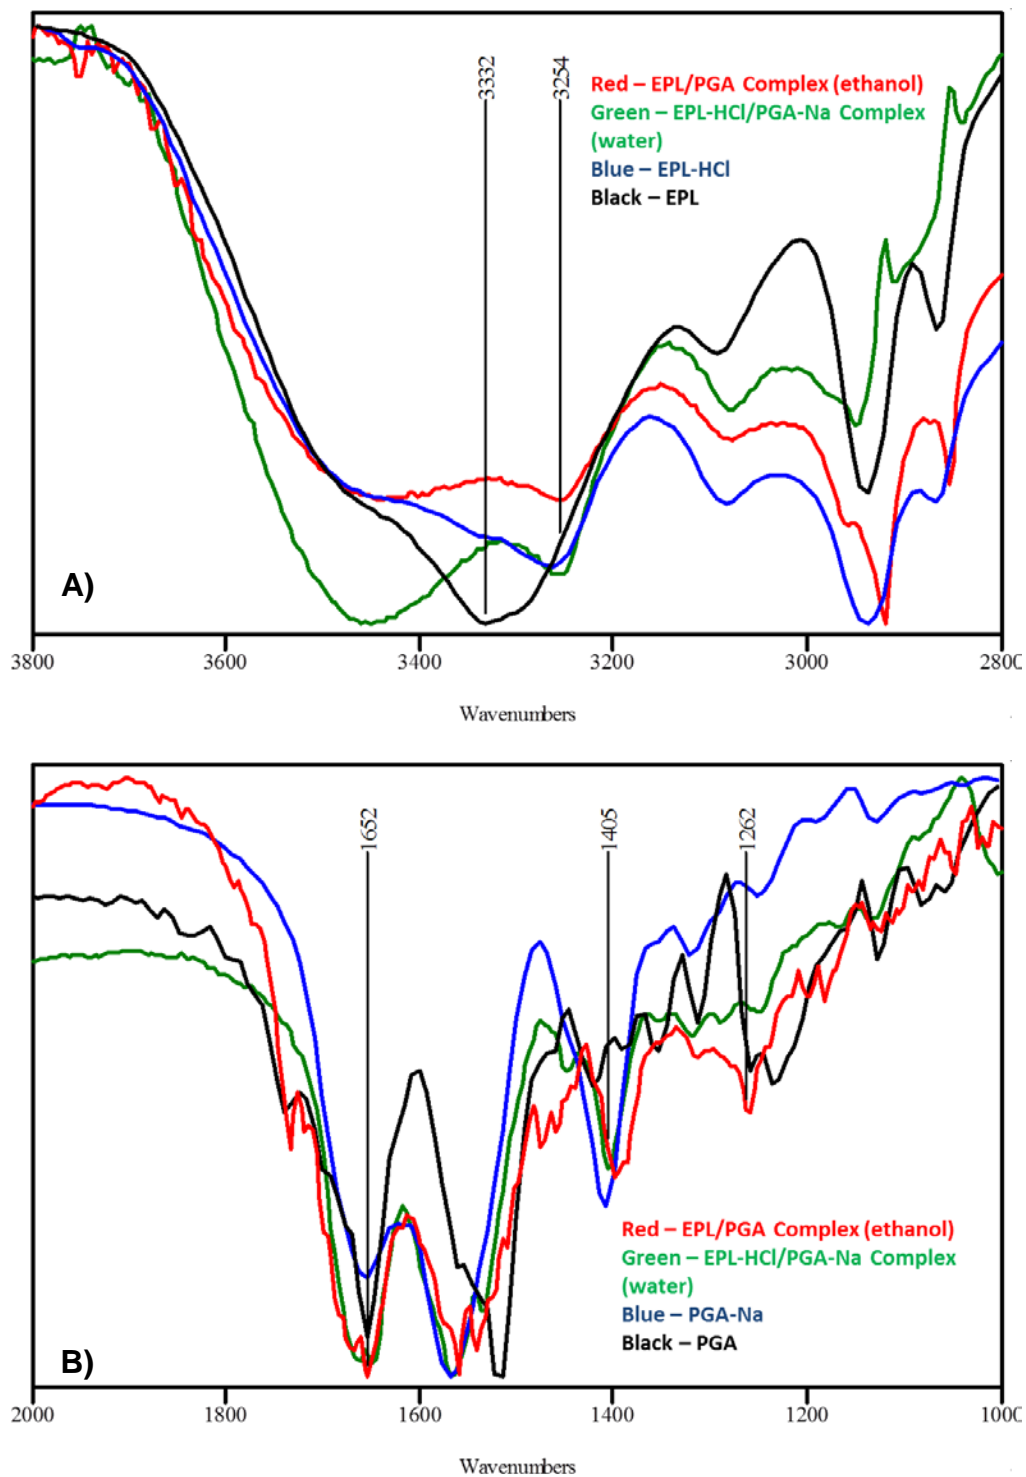 3332
3254
Red – EPL/PGA Complex (ethanol)
Green – EPL-HCl/PGA-Na Complex
(water)
Blue – EPL-HCl
Black – EPL
A)
3800
3600
3400
3200
3000
2800
Wavenumbers
1652
1405
1262
Red – EPL/PGA Complex (ethanol)
Green – EPL-HCl/PGA-Na Complex
(water)
Blue – PGA-Na
Black – PGA
B)
2000
1800
1600
1400
1200
1000
Wavenumbers